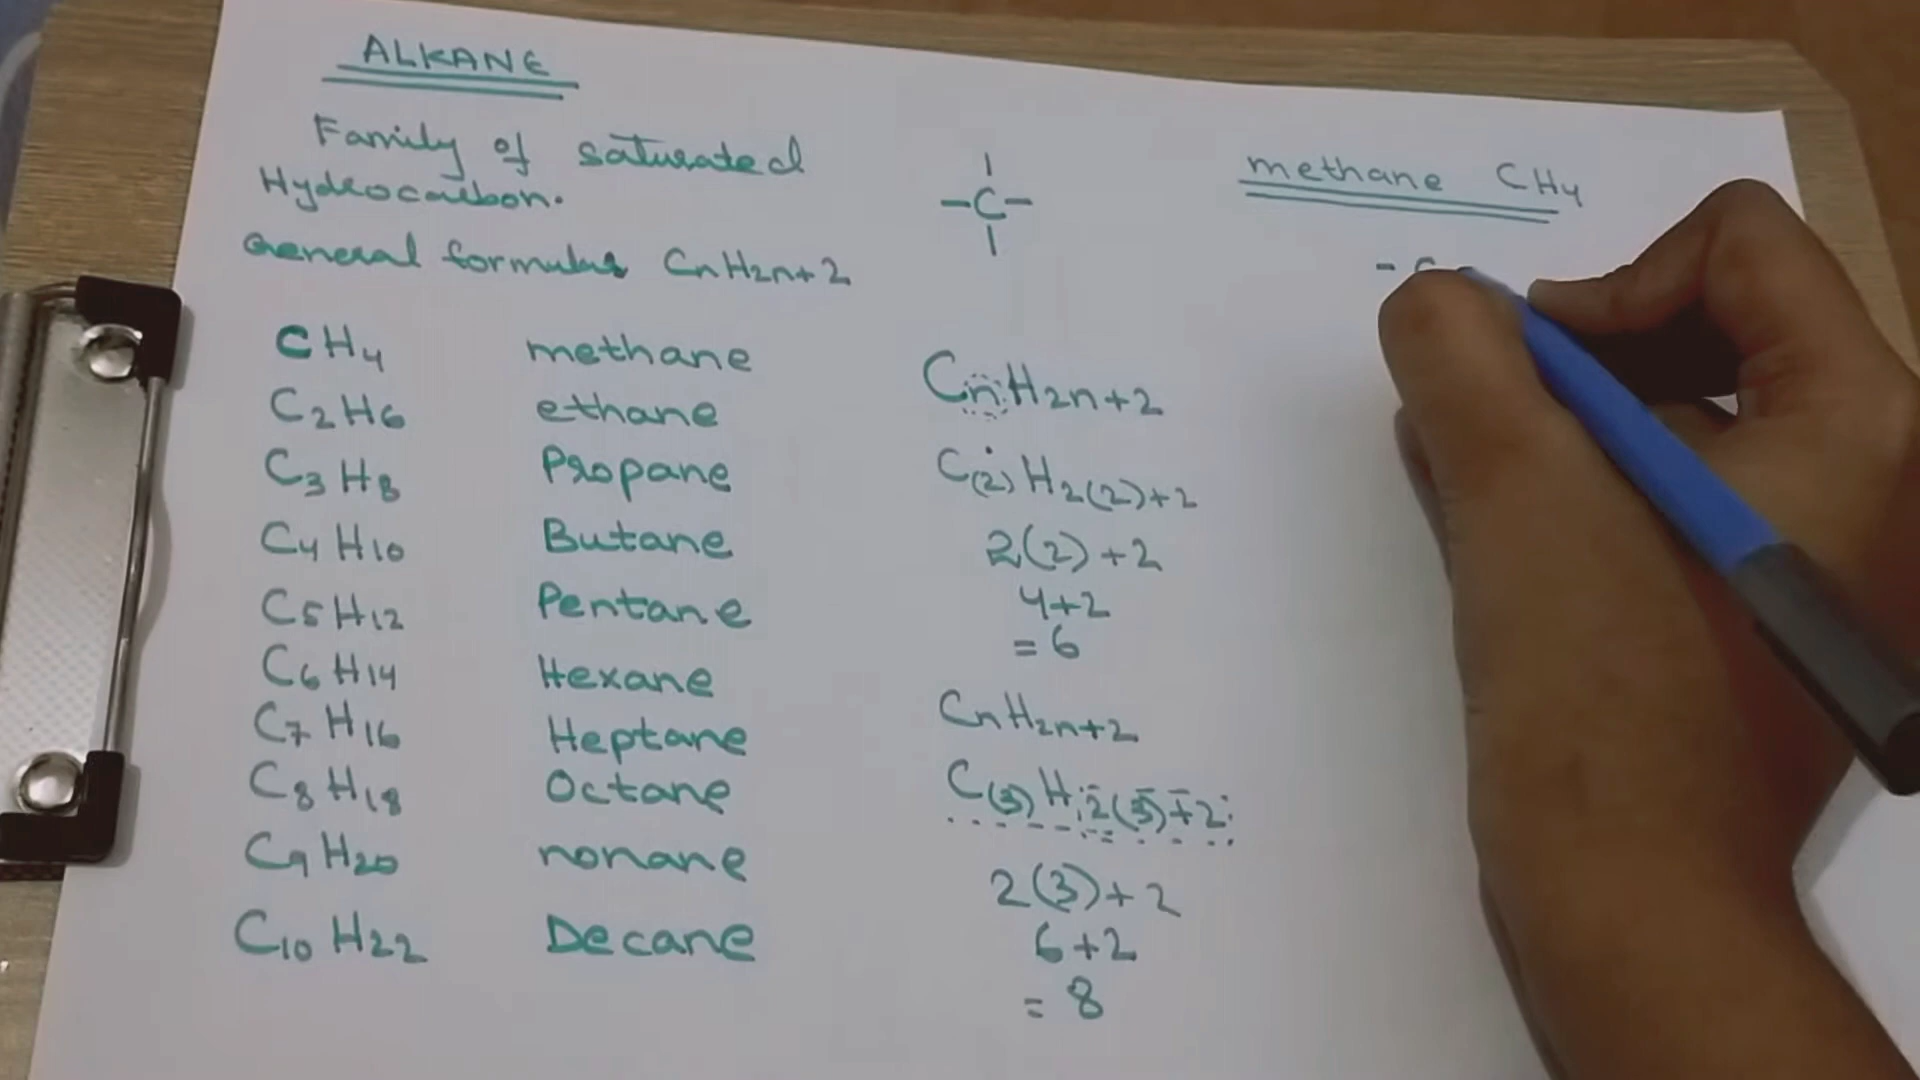 ALKANE
Family of saturated
Hydrocarbon.
General formulas CnH2n+2
CH4 methane
C2H6 ethane
C3H8 Propane
C4H10 Butane
C5H12 Pentane
C6H14 Hexane
C7H16 Heptane
C8H18 Octane
C9H20 nonane
C10H22 Decane
-C-
CnH2n+2
C(2)H2(2)+2
2(2)+2
4+2
=6
CnH2n+2
C(3)H2(3)+2
2(3)+2
6+2
=8
methane CH4